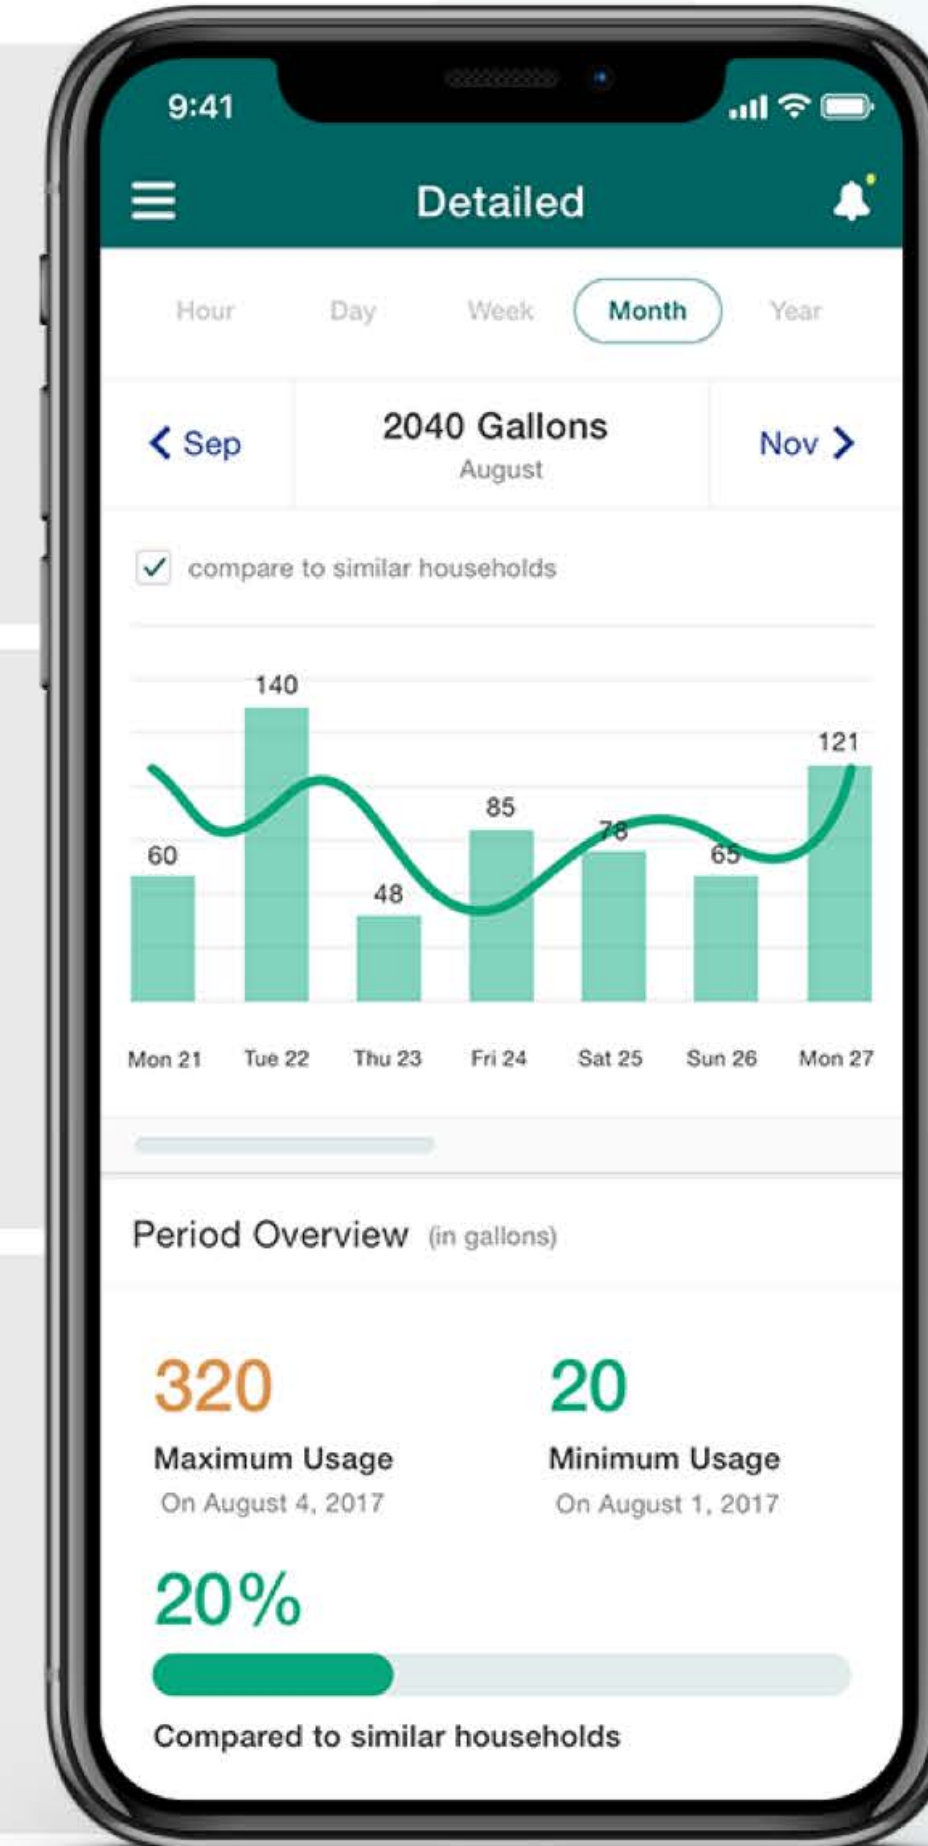 9:41
Detailed
Hour Day Week Month Year
Sep 2040 Gallons Nov
August
compare to similar households
140
121
85
78
60 65
48
Mon 21 Tue 22 Thu 23 Fri 24 Sat 25 Sun 26 Mon 27
Period Overview (in gallons)
320 20
Maximum Usage Minimum Usage
On August 4, 2017 On August 1, 2017
20%
Compared to similar households